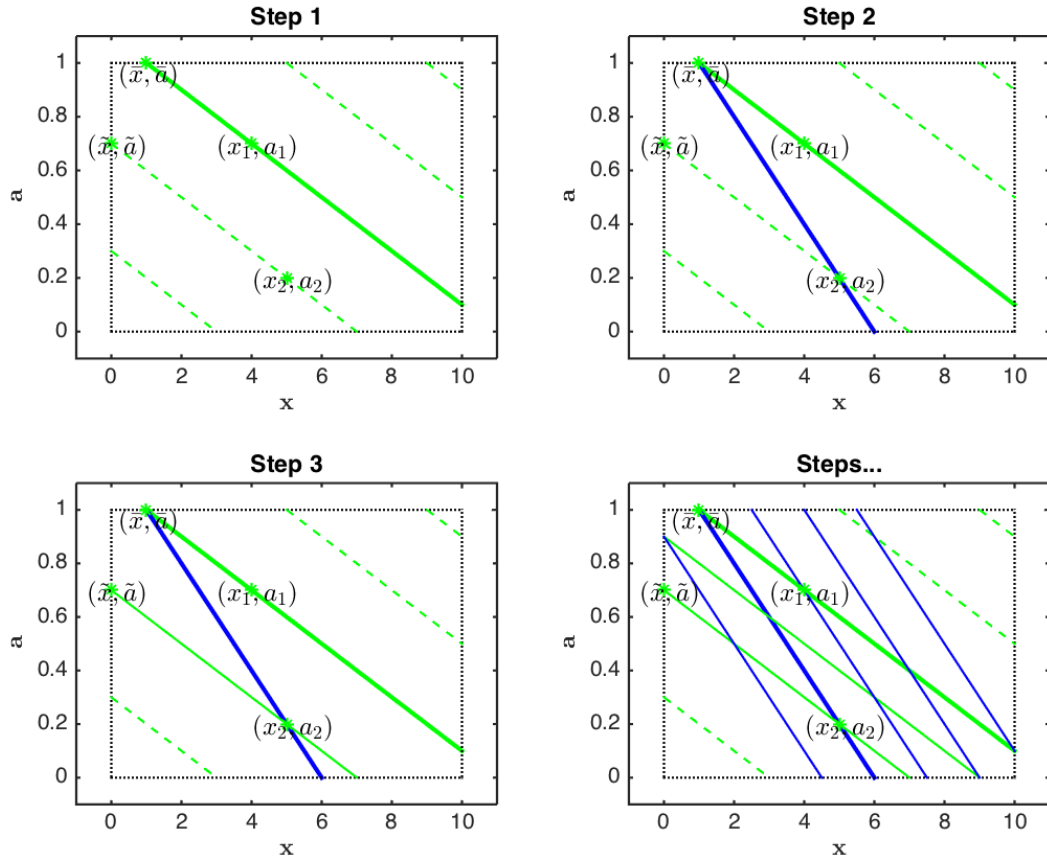 Step 1
1
0.8
0.6
0.4
0.2
0
a
(x̄, ā)
(x̃, ã)
(x₁, a₁)
(x₂, a₂)
0 2 4 6 8 10
x
Step 2
1
0.8
0.6
0.4
0.2
0
a
(x̄, ā)
(x̃, ã)
(x₁, a₁)
(x₂, a₂)
0 2 4 6 8 10
x
Step 3
1
0.8
0.6
0.4
0.2
0
a
(x̄, ā)
(x̃, ã)
(x₁, a₁)
(x₂, a₂)
0 2 4 6 8 10
x
Steps...
1
0.8
0.6
0.4
0.2
0
a
(x̄, ā)
(x̃, ã)
(x₁, a₁)
(x₂, a₂)
0 2 4 6 8 10
x